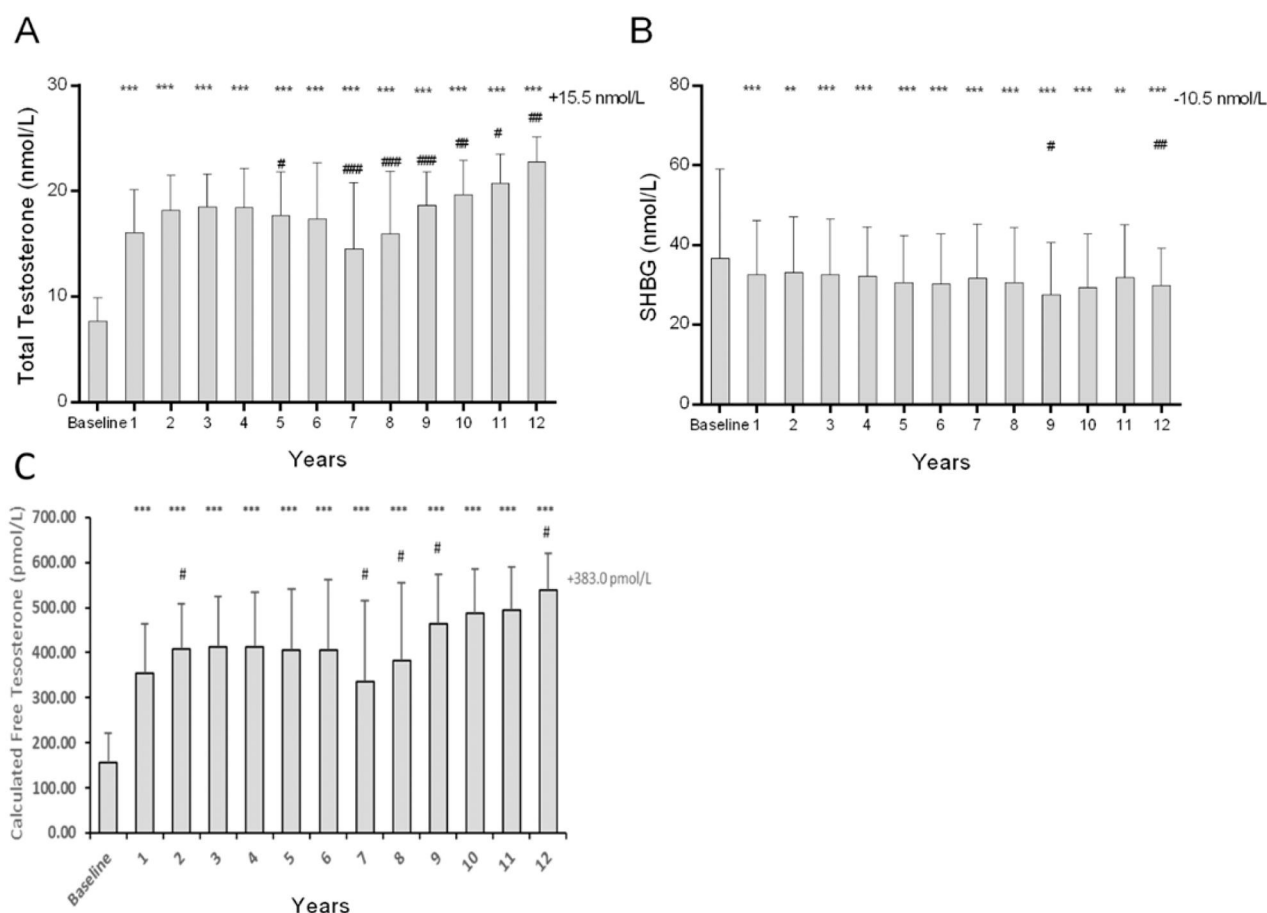 A
Total Testosterone (nmol/L)
30
20
10
0
*** *** *** *** *** *** *** *** *** *** *** ***
+15.5 nmol/L
# ### ### ### ## # ##
Baseline 1 2 3 4 5 6 7 8 9 10 11 12
Years
B
SHBG (nmol/L)
80
60
40
20
0
*** ** *** *** *** *** *** *** *** *** ** ***
-10.5 nmol/L
# ##
Baseline 1 2 3 4 5 6 7 8 9 10 11 12
Years
C
Calculated Free Tesosterone (pmol/L)
700.00
600.00
500.00
400.00
300.00
200.00
100.00
0.00
*** *** *** *** *** *** *** *** *** *** *** ***
# # # # #
+383.0 pmol/L
Baseline 1 2 3 4 5 6 7 8 9 10 11 12
Years